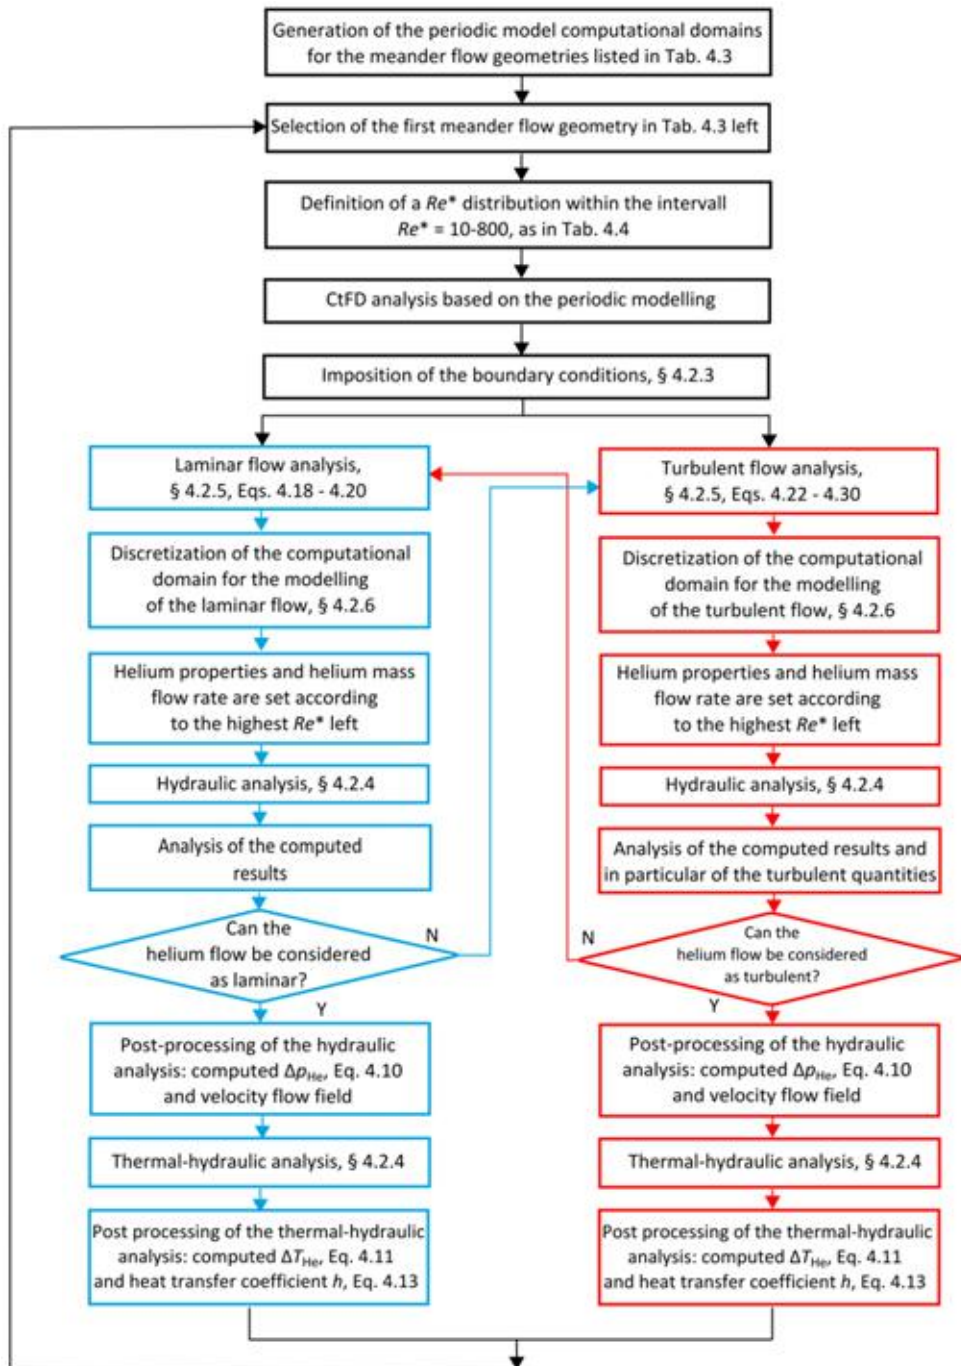 Generation of the periodic model computational domains
for the meander flow geometries listed in Tab. 4.3
Selection of the first meander flow geometry in Tab. 4.3 left
Definition of a Re* distribution within the intervall
Re* = 10-800, as in Tab. 4.4
CtFD analysis based on the periodic modelling
Imposition of the boundary conditions, § 4.2.3
Laminar flow analysis,
§ 4.2.5, Eqs. 4.18 - 4.20
Discretization of the computational
domain for the modelling
of the laminar flow, § 4.2.6
Helium properties and helium mass
flow rate are set according
to the highest Re* left
Hydraulic analysis, § 4.2.4
Analysis of the computed
results
Can the
helium flow be considered
as laminar?
N
Y
Post-processing of the hydraulic
analysis: computed Δp_He, Eq. 4.10
and velocity flow field
Thermal-hydraulic analysis, § 4.2.4
Post processing of the thermal-hydraulic
analysis: computed ΔT_He, Eq. 4.11
and heat transfer coefficient h, Eq. 4.13
Turbulent flow analysis,
§ 4.2.5, Eqs. 4.22 - 4.30
Discretization of the computational
domain for the modelling
of the turbulent flow, § 4.2.6
Helium properties and helium mass
flow rate are set according
to the highest Re* left
Hydraulic analysis, § 4.2.4
Analysis of the computed results and
in particular of the turbulent quantities
Can the
helium flow be considered
as turbulent?
N
Y
Post-processing of the hydraulic
analysis: computed Δp_He, Eq. 4.10
and velocity flow field
Thermal-hydraulic analysis, § 4.2.4
Post processing of the thermal-hydraulic
analysis: computed ΔT_He, Eq. 4.11
and heat transfer coefficient h, Eq. 4.13